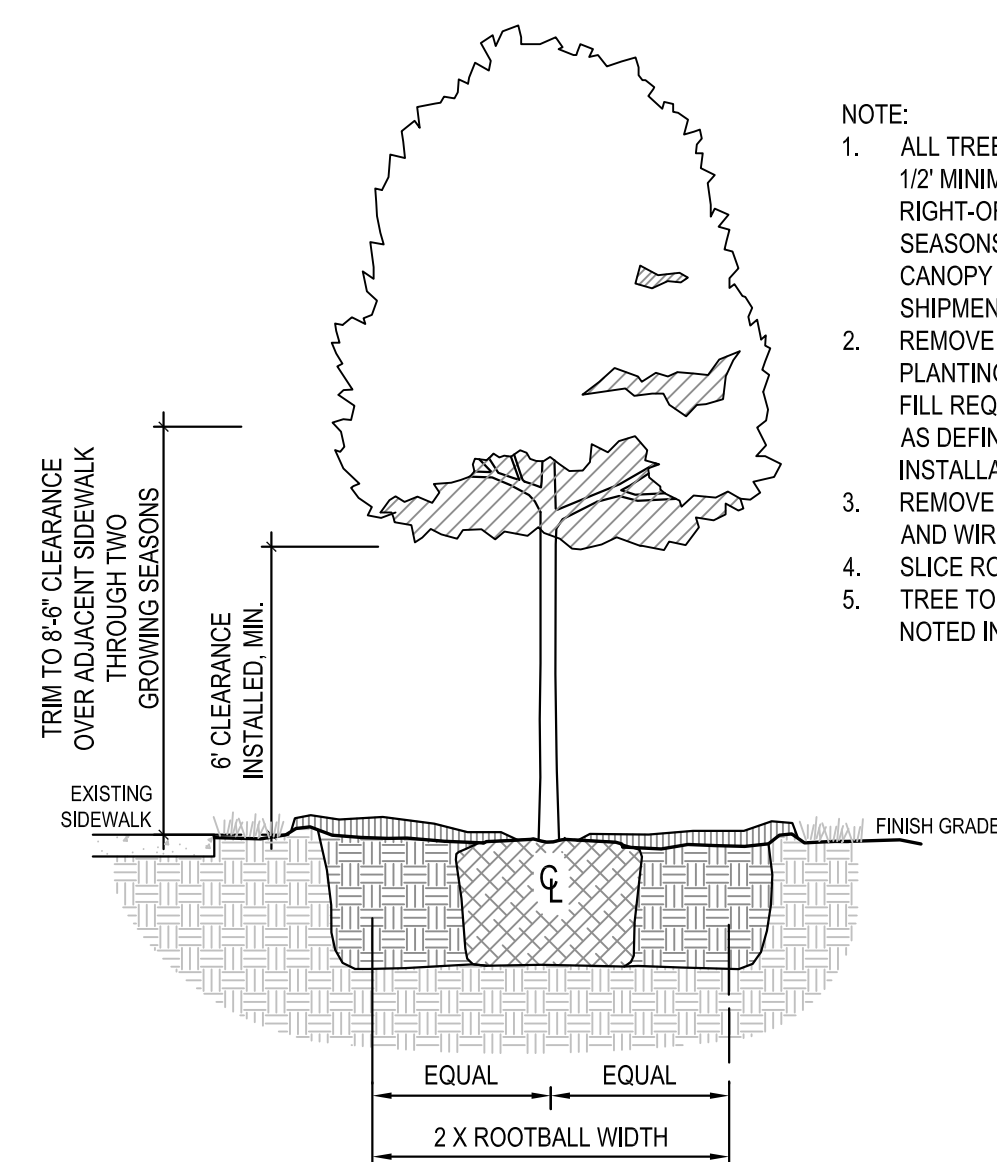 NOTE:
1. ALL TREE
1/2' MINIM
RIGHT-OF
SEASONS
CANOPY
SHIPMEN
2. REMOVE
PLANTING
FILL REQ
AS DEFIN
INSTALLA
3. REMOVE
AND WIR
4. SLICE RO
5. TREE TO
NOTED IN
TRIM TO 8'-6" CLEARANCE
OVER ADJACENT SIDEWALK
THROUGH TWO
GROWING SEASONS
6' CLEARANCE
INSTALLED, MIN.
EXISTING
SIDEWALK
FINISH GRADE
CL
EQUAL EQUAL
2 X ROOTBALL WIDTH